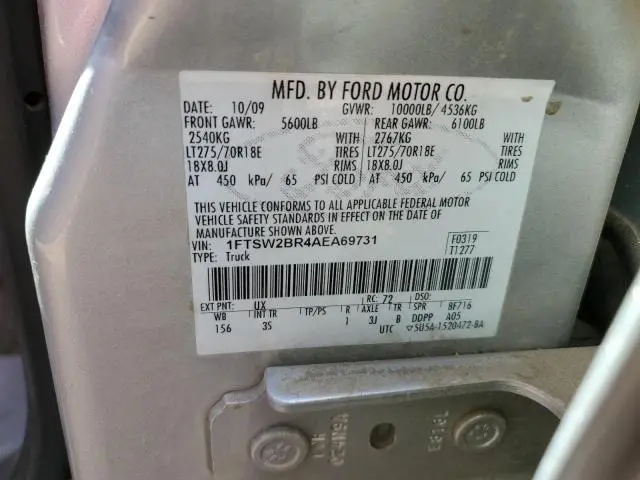 MFD. BY FORD MOTOR CO.
DATE: 10/09 GVWR: 10000LB/ 4536KG
FRONT GAWR: 5600LB REAR GAWR: 6100LB
2540KG WITH 2767KG WITH
LT275/70R18E TIRES LT275/70R18E TIRES
18X8.0J RIMS 18X8.0J RIMS
AT 450 kPa/ 65 PSI COLD AT 450 kPa/ 65 PSI COLD
THIS VEHICLE CONFORMS TO ALL APPLICABLE FEDERAL MOTOR
VEHICLE SAFETY STANDARDS IN EFFECT ON THE DATE OF
MANUFACTURE SHOWN ABOVE.
VIN: 1FTSW2BR4AEA69731 F0319
TYPE: Truck T1277
EXT PNT: UX RC: 72 DSO:
WB INT TR TP/PS R AXLE TR SPR 8F716
156 3S 1 3J B DDPP A05
UTC ▽5U5A-1520472-BA